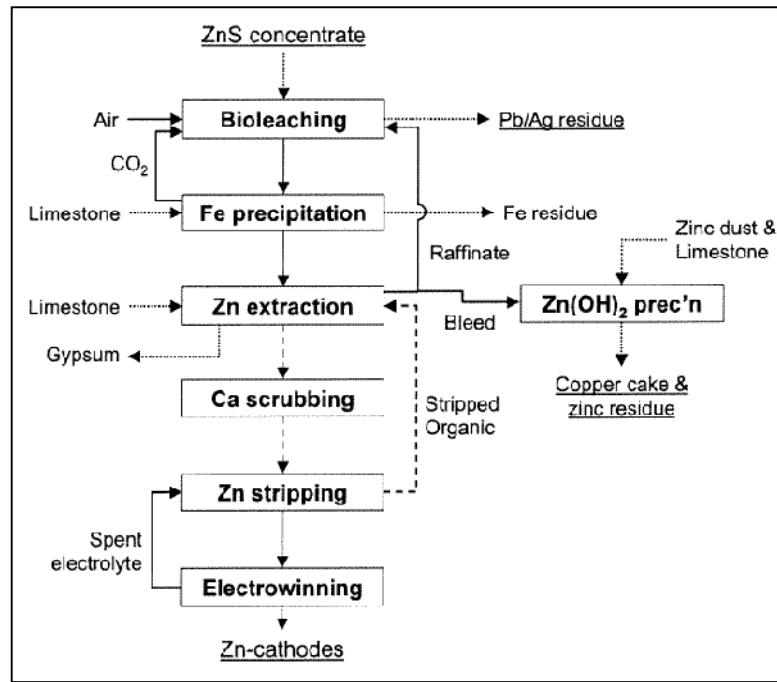 ZnS concentrate
Air
Bioleaching
Pb/Ag residue
CO2
Limestone
Fe precipitation
Fe residue
Zinc dust &
Limestone
Raffinate
Limestone
Zn extraction
Zn(OH)2 prec'n
Bleed
Gypsum
Copper cake &
zinc residue
Ca scrubbing
Stripped
Organic
Zn stripping
Spent
electrolyte
Electrowinning
Zn-cathodes